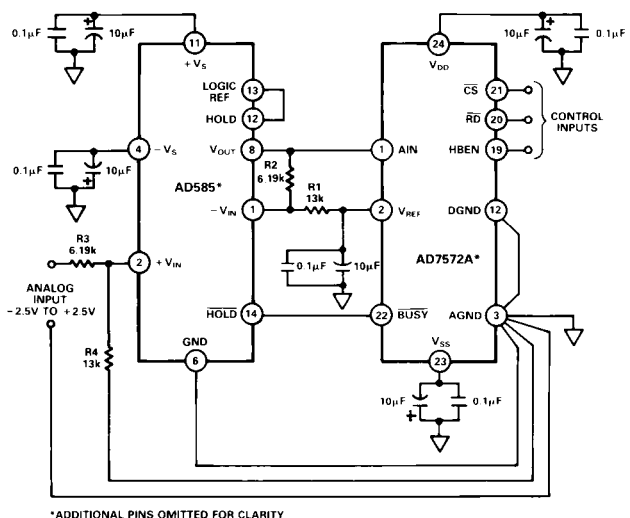 0.1μF
10μF
+
11
+VS
LOGIC
REF
13
HOLD
12
4
-VS
VOUT
8
0.1μF
10μF
+
AD585*
R2
6.19k
-VIN
1
R1
13k
R3
6.19k
2
+VIN
ANALOG
INPUT
-2.5V TO +2.5V
R4
13k
HOLD
14
GND
6
0.1μF
10μF
24
VDD
+
10μF
0.1μF
CS
21
RD
20
HBEN
19
CONTROL
INPUTS
1
AIN
2
VREF
DGND
12
AD7572A*
22
BUSY
AGND
3
VSS
23
10μF
+
0.1μF
*ADDITIONAL PINS OMITTED FOR CLARITY